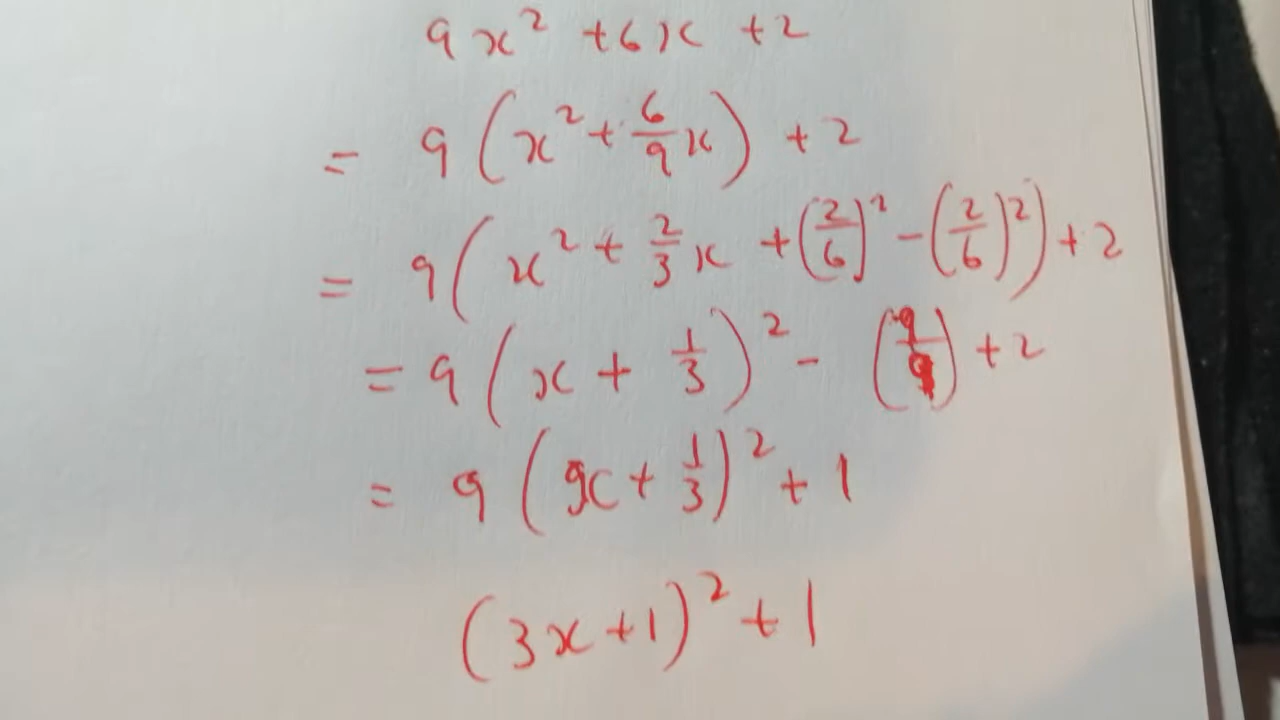 9x² + 6x + 2
= 9(x² + 6/9 x) + 2
= 9(x² + 2/3 x + (2/6)² - (2/6)²) + 2
= 9(x + 1/3)² - (9/9) + 2
= 9(x + 1/3)² + 1
(3x + 1)² + 1